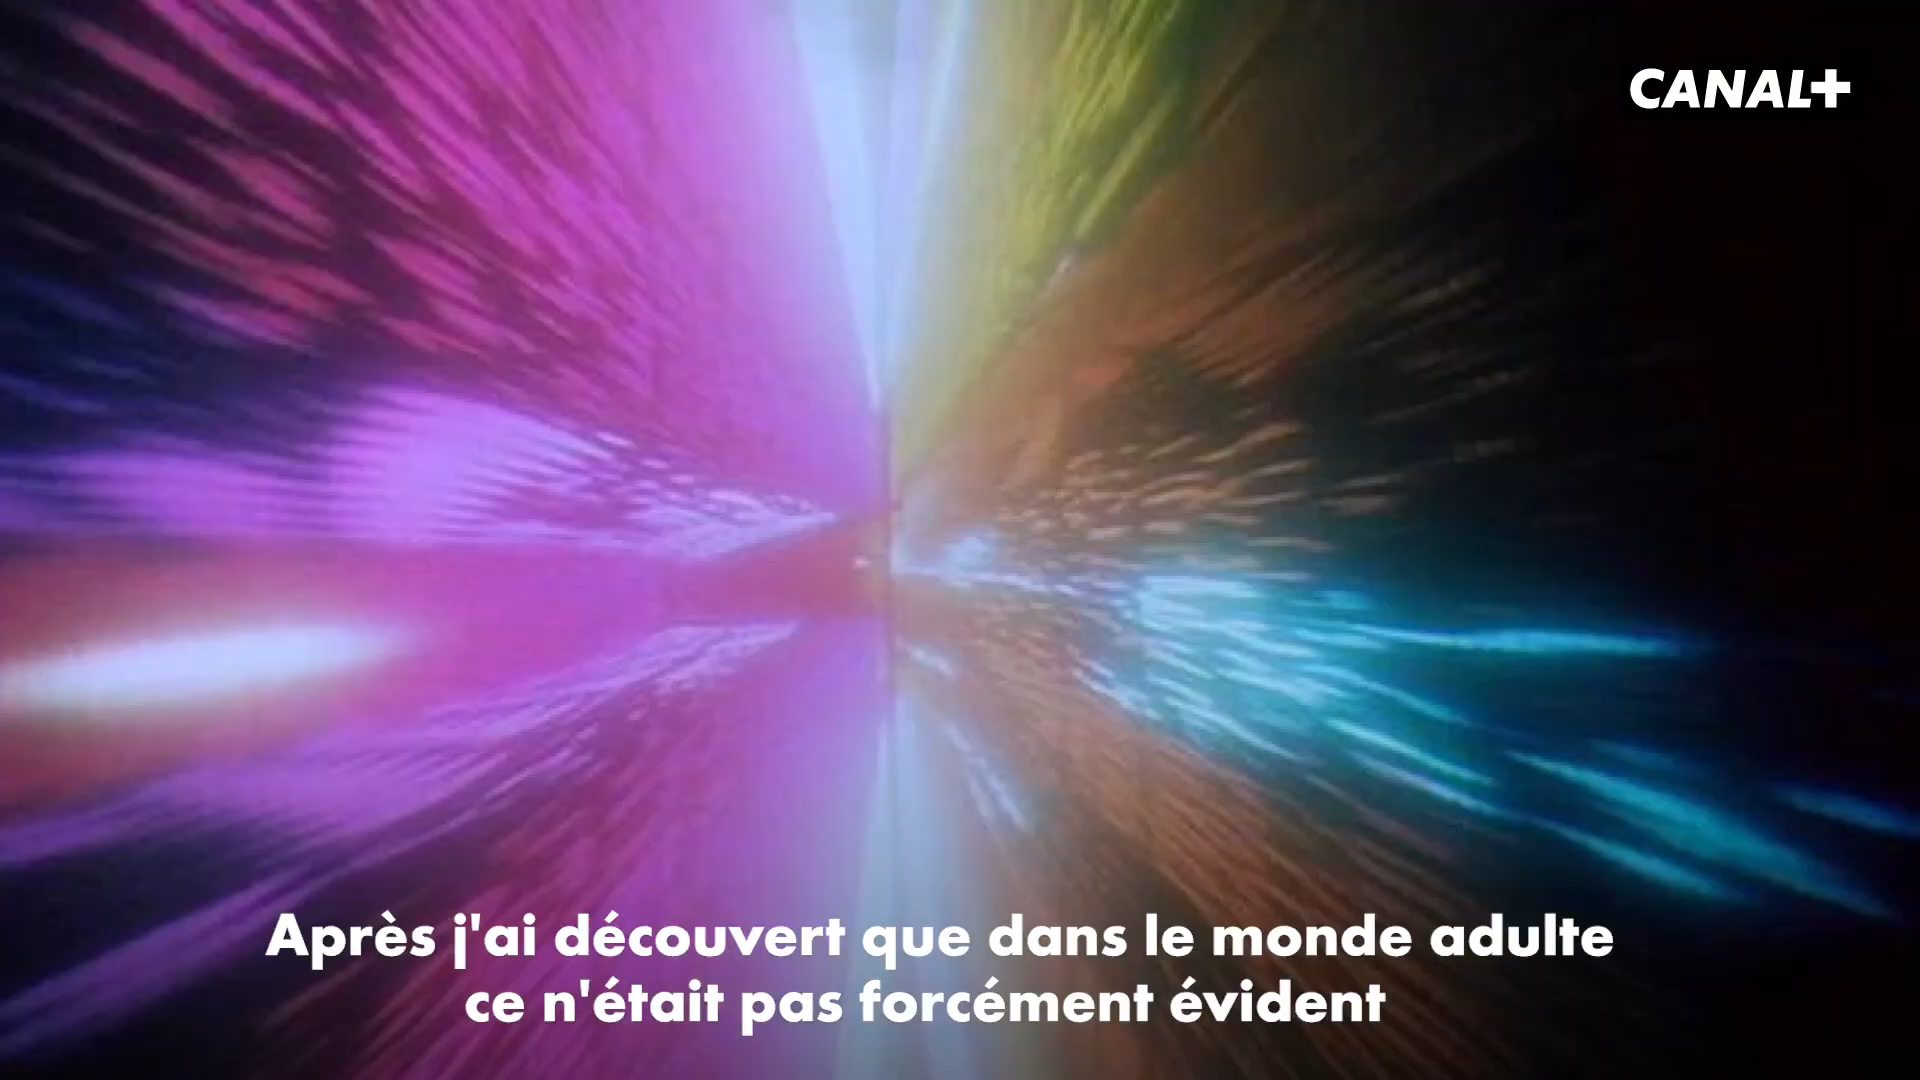 CANAL+
Après j'ai découvert que dans le monde adulte
ce n'était pas forcément évident